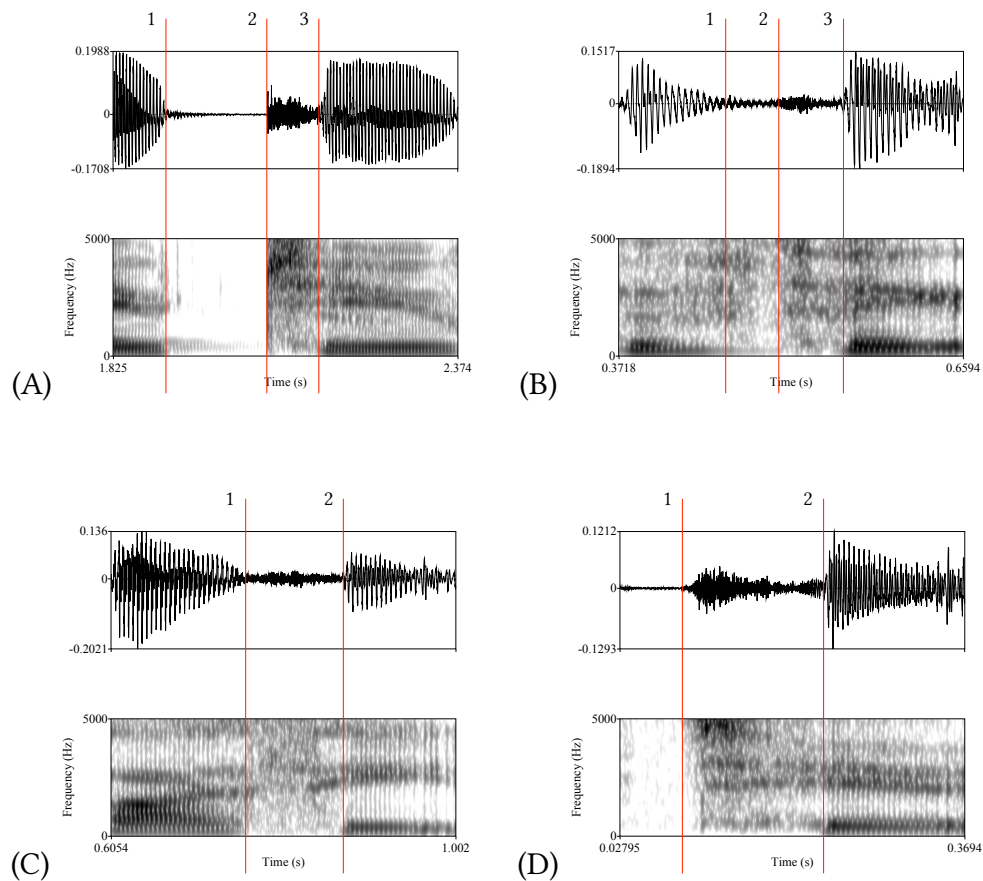 1 2 3
0.1988
0
-0.1708
5000
Frequency (Hz)
0
1.825 2.374
Time (s)
(A)
1 2 3
0.1517
0
-0.1894
5000
Frequency (Hz)
0
0.3718 0.6594
Time (s)
(B)
1 2
0.136
0
-0.2021
5000
Frequency (Hz)
0
0.6054 1.002
Time (s)
(C)
1 2
0.1212
0
-0.1293
5000
Frequency (Hz)
0
0.02795 0.3694
Time (s)
(D)